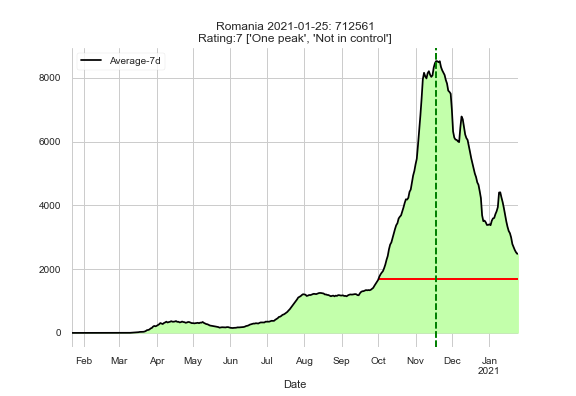 Romania 2021-01-25: 712561
Rating:7 ['One peak', 'Not in control']
Average-7d
8000
6000
4000
2000
0
Feb Mar Apr May Jun Jul Aug Sep Oct Nov Dec Jan
2021
Date